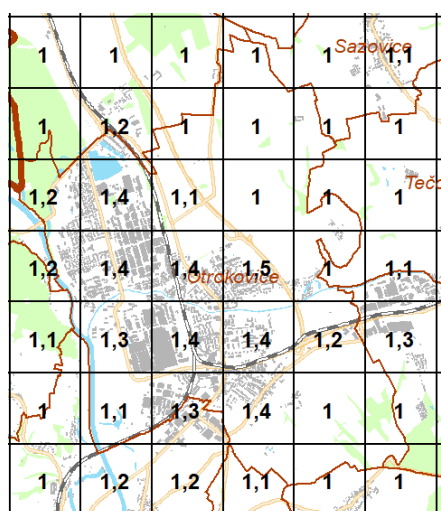 Sazovice
1 1 1 1 1 1,1
1 1,2 1 1 1 1
Tečo
1,2 1,4 1,1 1 1 1
1,2 1,4 1,4 1,5 1 1,1
Otrokovice
1,1 1,3 1,4 1,4 1,2 1,3
1 1,1 1,3 1,4 1 1
1 1,2 1,2 1,1 1 1